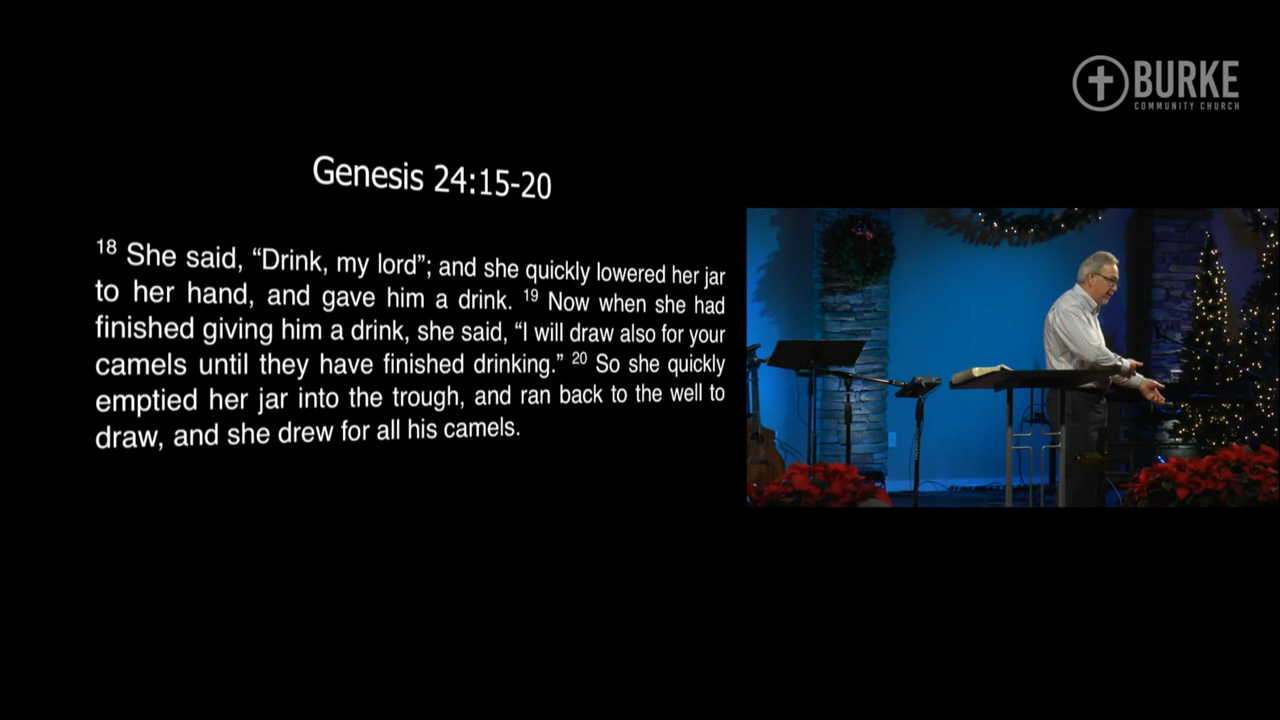 BURKE
COMMUNITY CHURCH
Genesis 24:15-20
18 She said, “Drink, my lord”; and she quickly lowered her jar
to her hand, and gave him a drink. 19 Now when she had
finished giving him a drink, she said, “I will draw also for your
camels until they have finished drinking.” 20 So she quickly
emptied her jar into the trough, and ran back to the well to
draw, and she drew for all his camels.